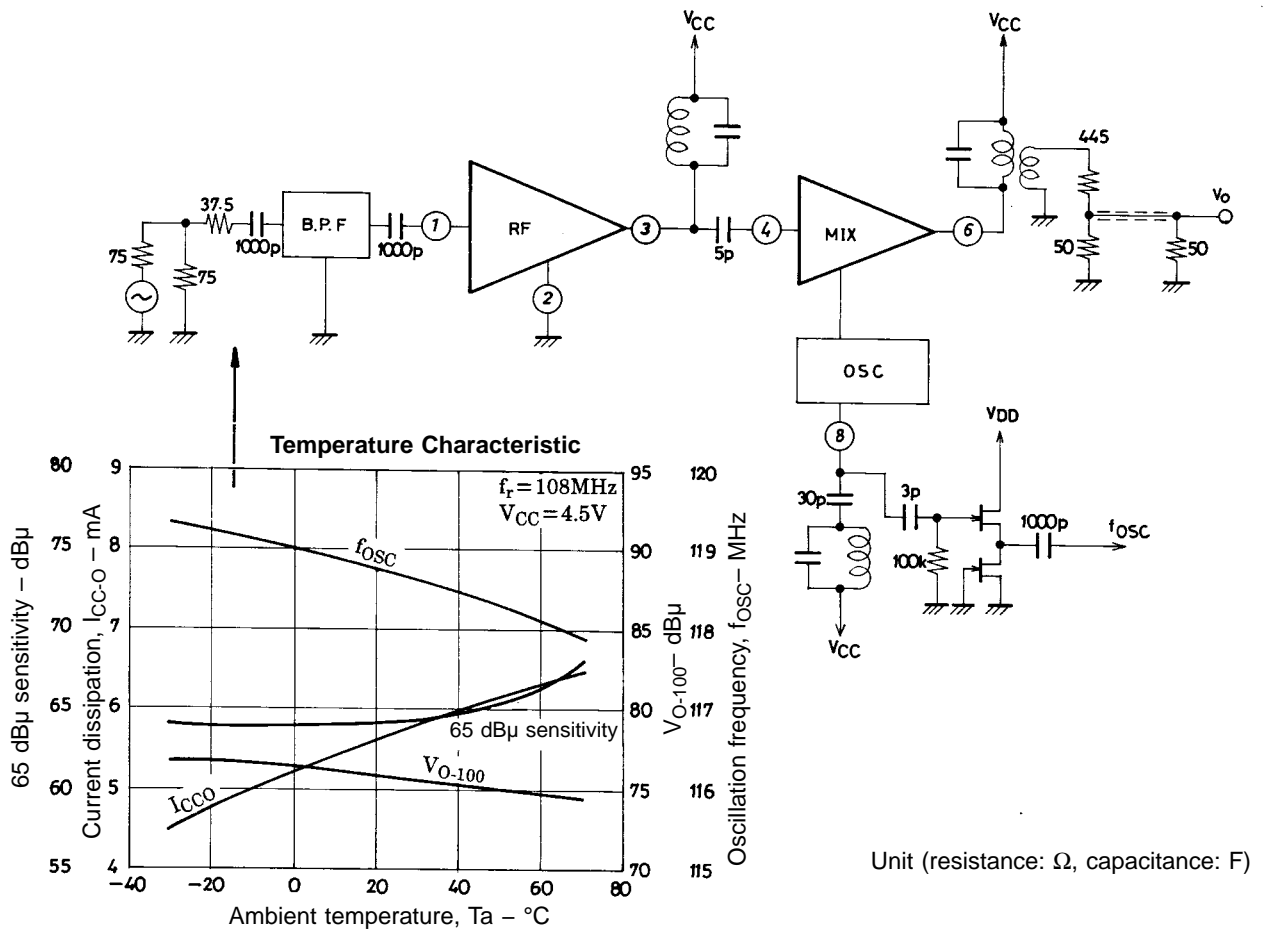 VCC
VCC
445
VO
37.5
1000p
B.P.F
1000p
1
RF
3
5p
4
MIX
6
50
50
75
75
2
OSC
8
VDD
30p
3p
1000p
fOSC
100k
VCC
Temperature Characteristic
fr=108MHz
VCC=4.5V
fOSC
65 dBμ sensitivity
VO-100
ICCO
80
75
70
65
60
55
65 dBμ sensitivity – dBμ
9
8
7
6
5
4
Current dissipation, ICC-O – mA
95
90
85
80
75
70
VO-100– dBμ
120
119
118
117
116
115
Oscillation frequency, fOSC– MHz
–40 –20 0 20 40 60 80
Ambient temperature, Ta – °C
Unit (resistance: Ω, capacitance: F)